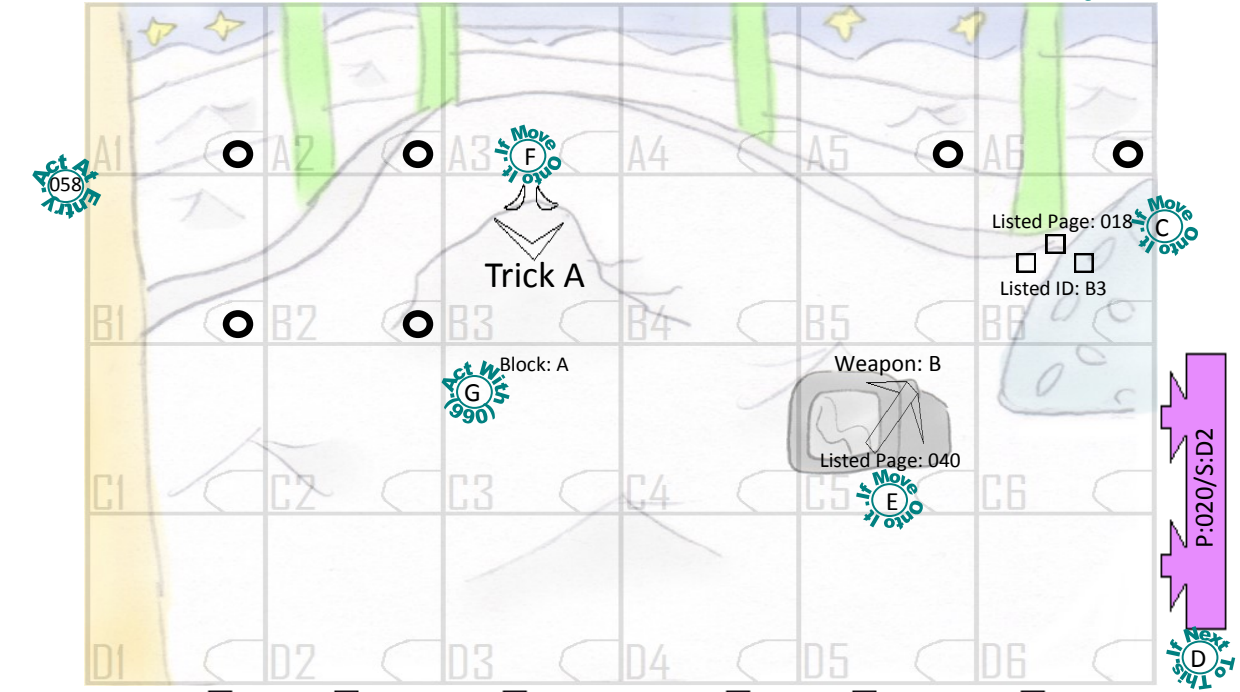 A1
A2
A3
A4
A5
A6
If Move Onto It.
F
Act At Entry.
058
Listed Page: 018
If Move Onto It.
C
Trick A
Listed ID: B3
B1
B2
B3
B4
B5
B6
Block: A
Act With (066).
G
Weapon: B
Listed Page: 040
C1
C2
C3
C4
C5
C6
If Move Onto It.
E
P:020/S:D2
D1
D2
D3
D4
D5
D6
If Next To This.
D